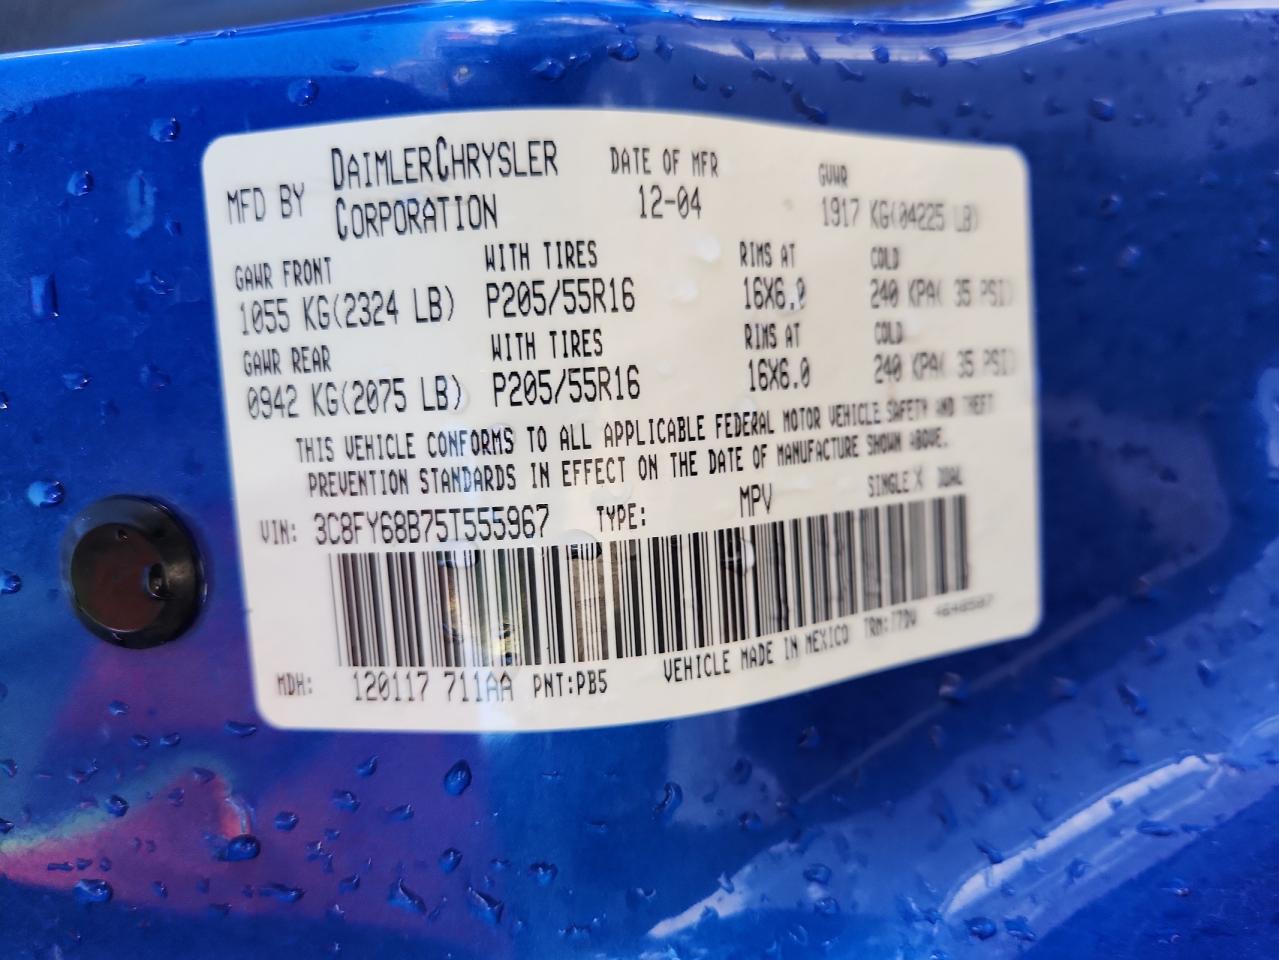 MFD BY DAIMLERCHRYSLER CORPORATION DATE OF MFR 12-04 GVWR 1917 KG(04225 LB)
GAWR FRONT WITH TIRES RIMS AT COLD
1055 KG(2324 LB) P205/55R16 16X6.0 240 KPA( 35 PSI)
GAWR REAR WITH TIRES RIMS AT COLD
0942 KG(2075 LB) P205/55R16 16X6.0 240 KPA( 35 PSI)
THIS VEHICLE CONFORMS TO ALL APPLICABLE FEDERAL MOTOR VEHICLE SAFETY AND THEFT
PREVENTION STANDARDS IN EFFECT ON THE DATE OF MANUFACTURE SHOWN ABOVE.
VIN: 3C8FY68B75T555967 TYPE: MPV SINGLE X DUAL
MDH: 120117 711AA PNT:PB5 VEHICLE MADE IN MEXICO